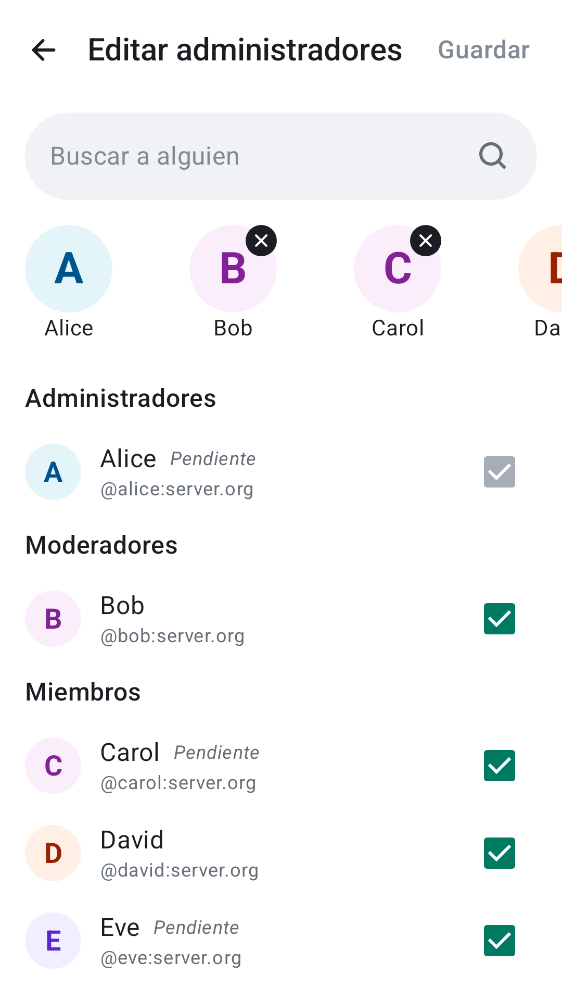 Editar administradores Guardar
Buscar a alguien
A B C D
Alice Bob Carol Da
Administradores
A Alice Pendiente
@alice:server.org
Moderadores
B Bob
@bob:server.org
Miembros
C Carol Pendiente
@carol:server.org
D David
@david:server.org
E Eve Pendiente
@eve:server.org